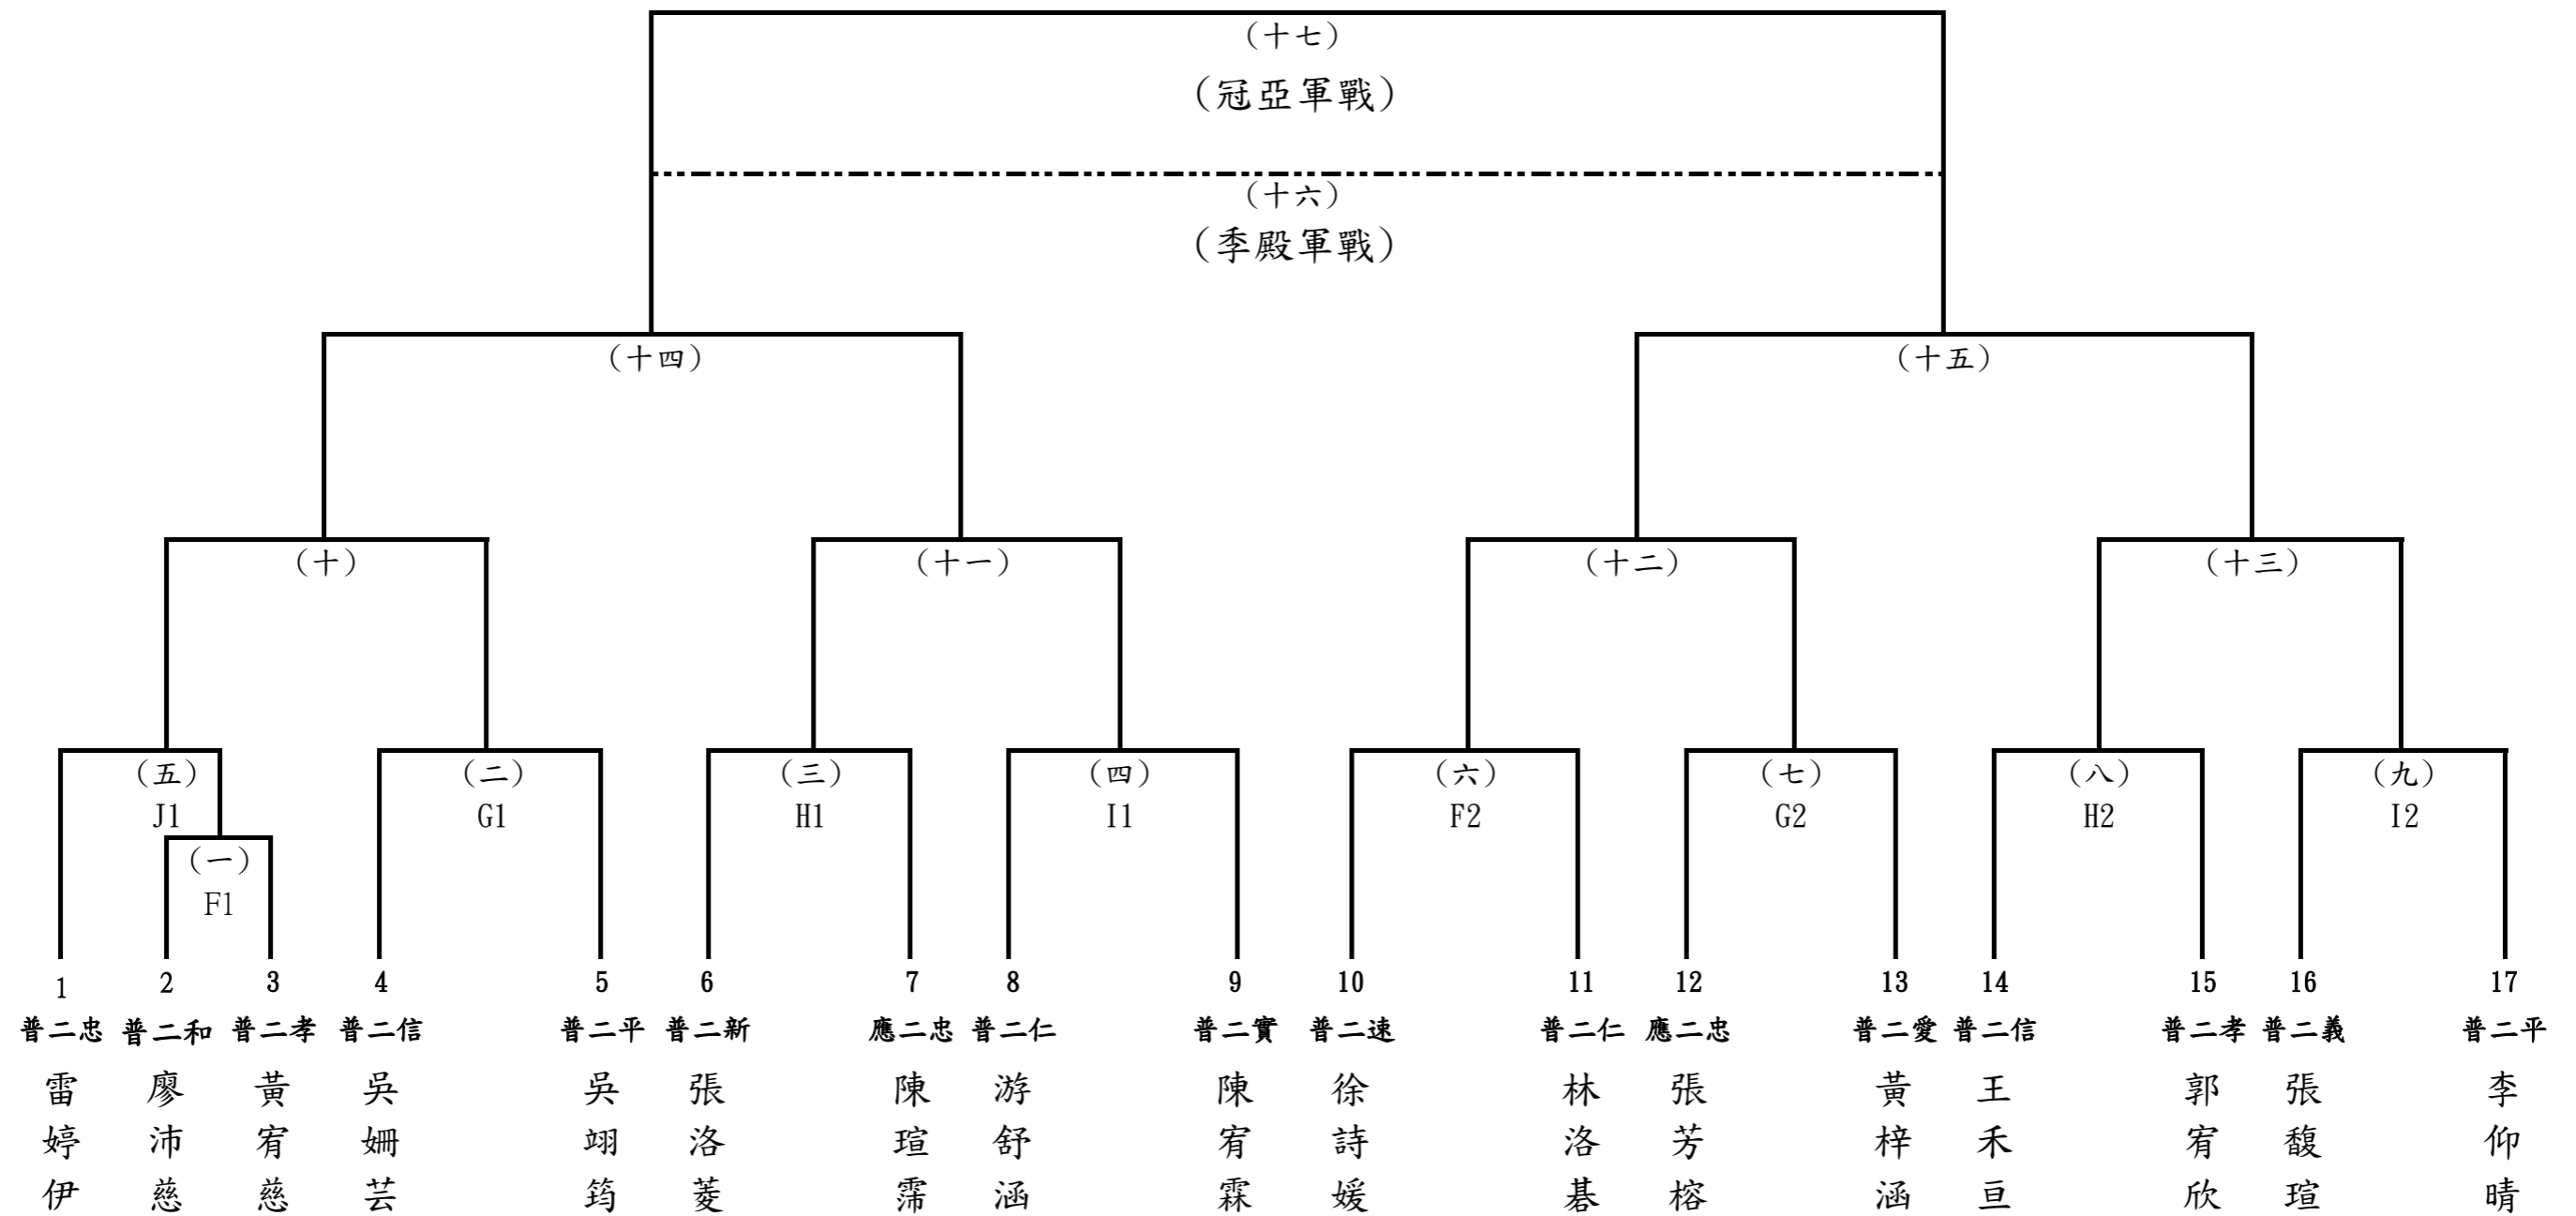 (十七)
(冠亞軍戰)
(十六)
(季殿軍戰)
(十四) (十五)
(十) (十一) (十二) (十三)
(五) (二) (三) (四) (六) (七) (八) (九)
J1 G1 H1 I1 F2 G2 H2 I2
(一)
F1
1 2 3 4 5 6 7 8 9 10 11 12 13 14 15 16 17
普二忠 普二和 普二孝 普二信 普二平 普二新 應二忠 普二仁 普二實 普二速 普二仁 應二忠 普二愛 普二信 普二孝 普二義 普二平
雷婷伊
廖沛慈
黃宥慈
吳姍芸
吳翊筠
張洛菱
陳瑄霈
游舒涵
陳宥霖
徐詩媛
林洛碁
張芳榕
黃梓涵
王禾亘
郭宥欣
張馥瑄
李仰晴